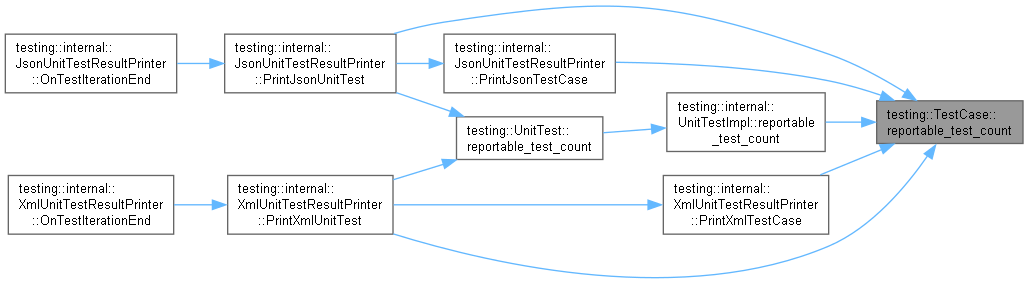 testing::internal::
JsonUnitTestResultPrinter
::OnTestIterationEnd
testing::internal::
JsonUnitTestResultPrinter
::PrintJsonUnitTest
testing::internal::
JsonUnitTestResultPrinter
::PrintJsonTestCase
testing::UnitTest::
reportable_test_count
testing::internal::
UnitTestImpl::reportable
_test_count
testing::TestCase::
reportable_test_count
testing::internal::
XmlUnitTestResultPrinter
::OnTestIterationEnd
testing::internal::
XmlUnitTestResultPrinter
::PrintXmlUnitTest
testing::internal::
XmlUnitTestResultPrinter
::PrintXmlTestCase